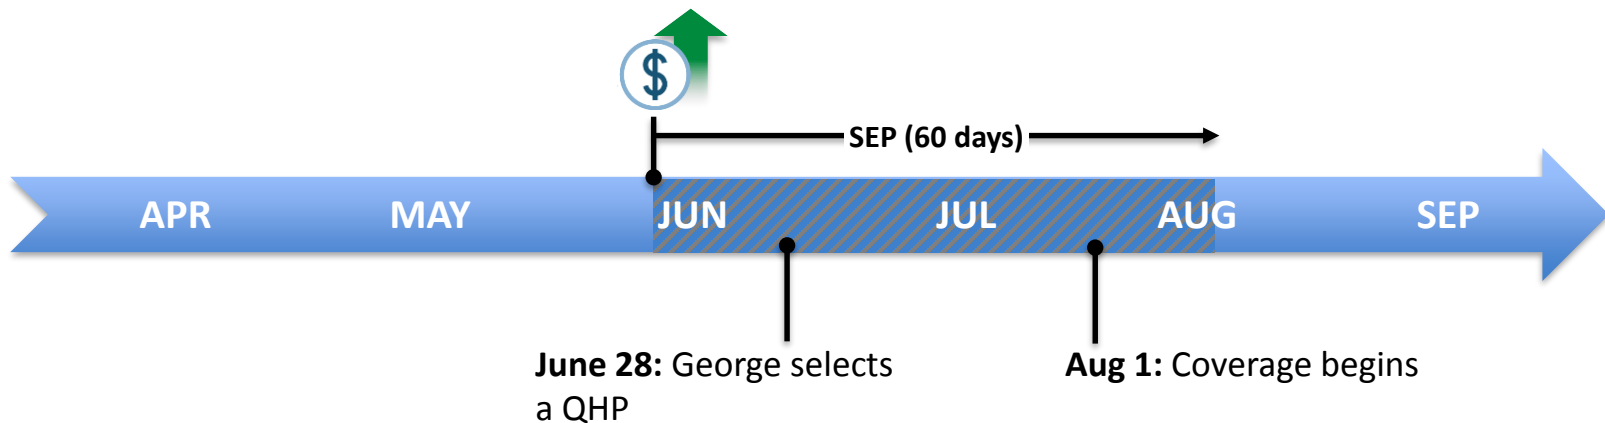 $
SEP (60 days)
APR MAY JUN JUL AUG SEP
June 28: George selects
a QHP
Aug 1: Coverage begins